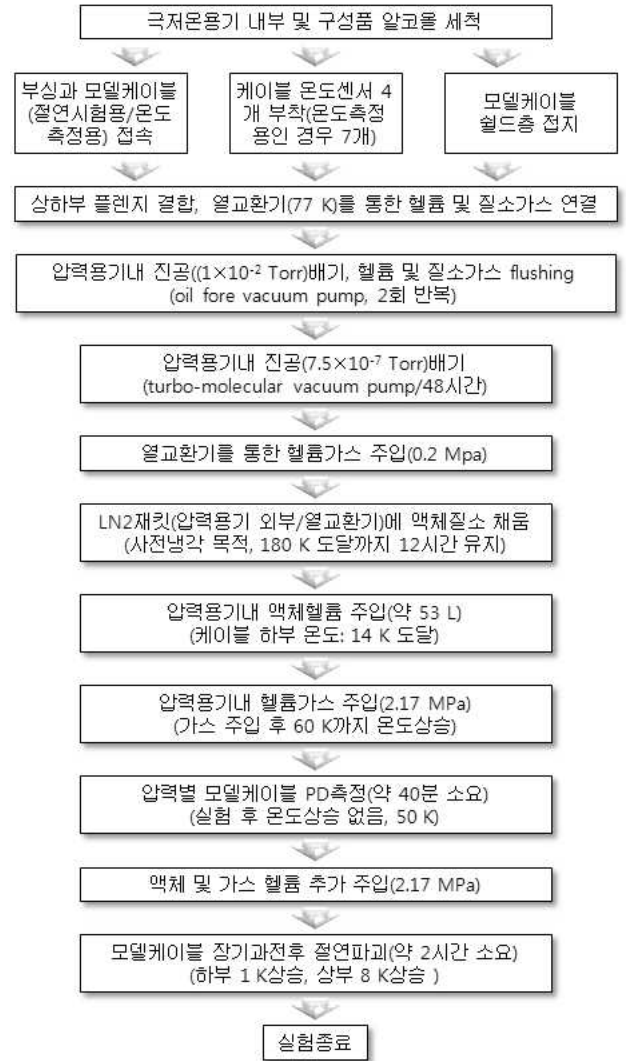 극저온용기 내부 및 구성품 알코올 세척
부싱과 모델케이블
(절연시험용/온도
측정용) 접속
케이블 온도센서 4
개 부착(온도측정
용인 경우 7개)
모델케이블
쉴드층 접지
상하부 플렌지 결합, 열교환기(77 K)를 통한 헬륨 및 질소가스 연결
압력용기내 진공((1×10-2 Torr)배기, 헬륨 및 질소가스 flushing
(oil fore vacuum pump, 2회 반복)
압력용기내 진공(7.5×10-7 Torr)배기
(turbo-molecular vacuum pump/48시간)
열교환기를 통한 헬륨가스 주입(0.2 Mpa)
LN2재킷(압력용기 외부/열교환기)에 액체질소 채움
(사전냉각 목적, 180 K 도달까지 12시간 유지)
압력용기내 액체헬륨 주입(약 53 L)
(케이블 하부 온도: 14 K 도달)
압력용기내 헬륨가스 주입(2.17 MPa)
(가스 주입 후 60 K까지 온도상승)
압력별 모델케이블 PD측정(약 40분 소요)
(실험 후 온도상승 없음, 50 K)
액체 및 가스 헬륨 추가 주입(2.17 MPa)
모델케이블 장기과전후 절연파괴(약 2시간 소요)
(하부 1 K상승, 상부 8 K상승 )
실험종료